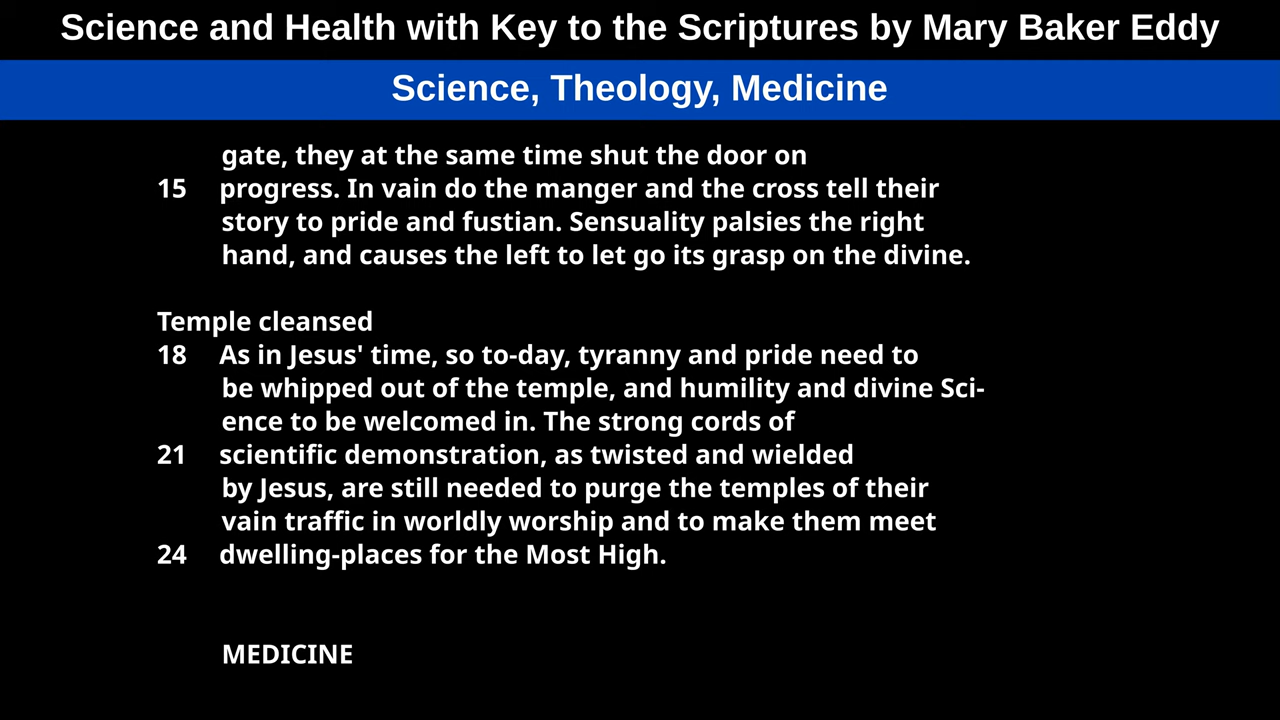 Science and Health with Key to the Scriptures by Mary Baker Eddy
Science, Theology, Medicine
gate, they at the same time shut the door on
15 progress. In vain do the manger and the cross tell their
story to pride and fustian. Sensuality palsies the right
hand, and causes the left to let go its grasp on the divine.
Temple cleansed
18 As in Jesus' time, so to-day, tyranny and pride need to
be whipped out of the temple, and humility and divine Sci-
ence to be welcomed in. The strong cords of
21 scientific demonstration, as twisted and wielded
by Jesus, are still needed to purge the temples of their
vain traffic in worldly worship and to make them meet
24 dwelling-places for the Most High.
MEDICINE